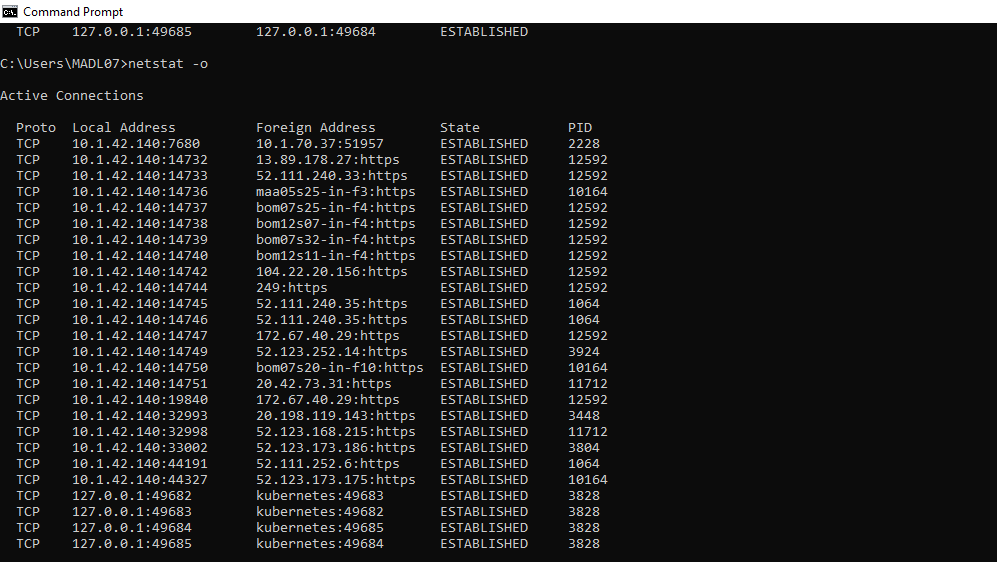 Command Prompt
TCP 127.0.0.1:49685 127.0.0.1:49684 ESTABLISHED
C:\Users\MADL07>netstat -o
Active Connections
Proto Local Address Foreign Address State PID
TCP 10.1.42.140:7680 10.1.70.37:51957 ESTABLISHED 2228
TCP 10.1.42.140:14732 13.89.178.27:https ESTABLISHED 12592
TCP 10.1.42.140:14733 52.111.240.33:https ESTABLISHED 12592
TCP 10.1.42.140:14736 maa05s25-in-f3:https ESTABLISHED 10164
TCP 10.1.42.140:14737 bom07s25-in-f4:https ESTABLISHED 12592
TCP 10.1.42.140:14738 bom12s07-in-f4:https ESTABLISHED 12592
TCP 10.1.42.140:14739 bom07s32-in-f4:https ESTABLISHED 12592
TCP 10.1.42.140:14740 bom12s11-in-f4:https ESTABLISHED 12592
TCP 10.1.42.140:14742 104.22.20.156:https ESTABLISHED 12592
TCP 10.1.42.140:14744 249:https ESTABLISHED 12592
TCP 10.1.42.140:14745 52.111.240.35:https ESTABLISHED 1064
TCP 10.1.42.140:14746 52.111.240.35:https ESTABLISHED 1064
TCP 10.1.42.140:14747 172.67.40.29:https ESTABLISHED 12592
TCP 10.1.42.140:14749 52.123.252.14:https ESTABLISHED 3924
TCP 10.1.42.140:14750 bom07s20-in-f10:https ESTABLISHED 10164
TCP 10.1.42.140:14751 20.42.73.31:https ESTABLISHED 11712
TCP 10.1.42.140:19840 172.67.40.29:https ESTABLISHED 12592
TCP 10.1.42.140:32993 20.198.119.143:https ESTABLISHED 3448
TCP 10.1.42.140:32998 52.123.168.215:https ESTABLISHED 11712
TCP 10.1.42.140:33002 52.123.173.186:https ESTABLISHED 3804
TCP 10.1.42.140:44191 52.111.252.6:https ESTABLISHED 1064
TCP 10.1.42.140:44327 52.123.173.175:https ESTABLISHED 10164
TCP 127.0.0.1:49682 kubernetes:49683 ESTABLISHED 3828
TCP 127.0.0.1:49683 kubernetes:49682 ESTABLISHED 3828
TCP 127.0.0.1:49684 kubernetes:49685 ESTABLISHED 3828
TCP 127.0.0.1:49685 kubernetes:49684 ESTABLISHED 3828